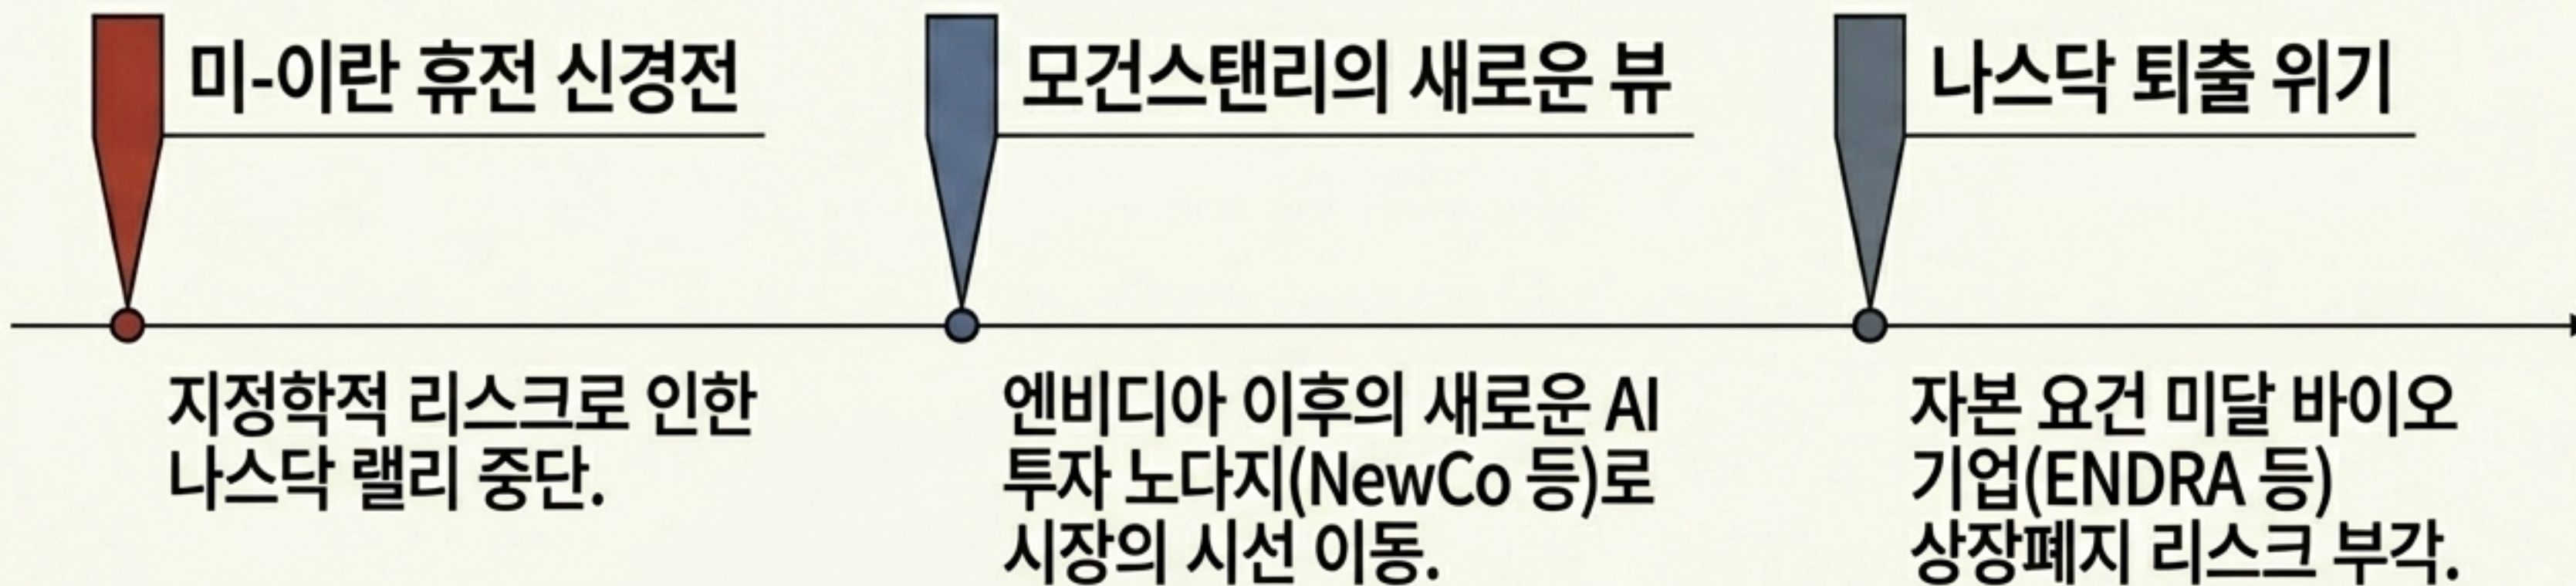 미-이란 휴전 신경전
지정학적 리스크로 인한
나스닥 랠리 중단.
모건스탠리의 새로운 뷰
엔비디아 이후의 새로운 AI
투자 노다지(NewCo 등)로
시장의 시선 이동.
나스닥 퇴출 위기
자본 요건 미달 바이오
기업(ENDRA 등)
상장폐지 리스크 부각.